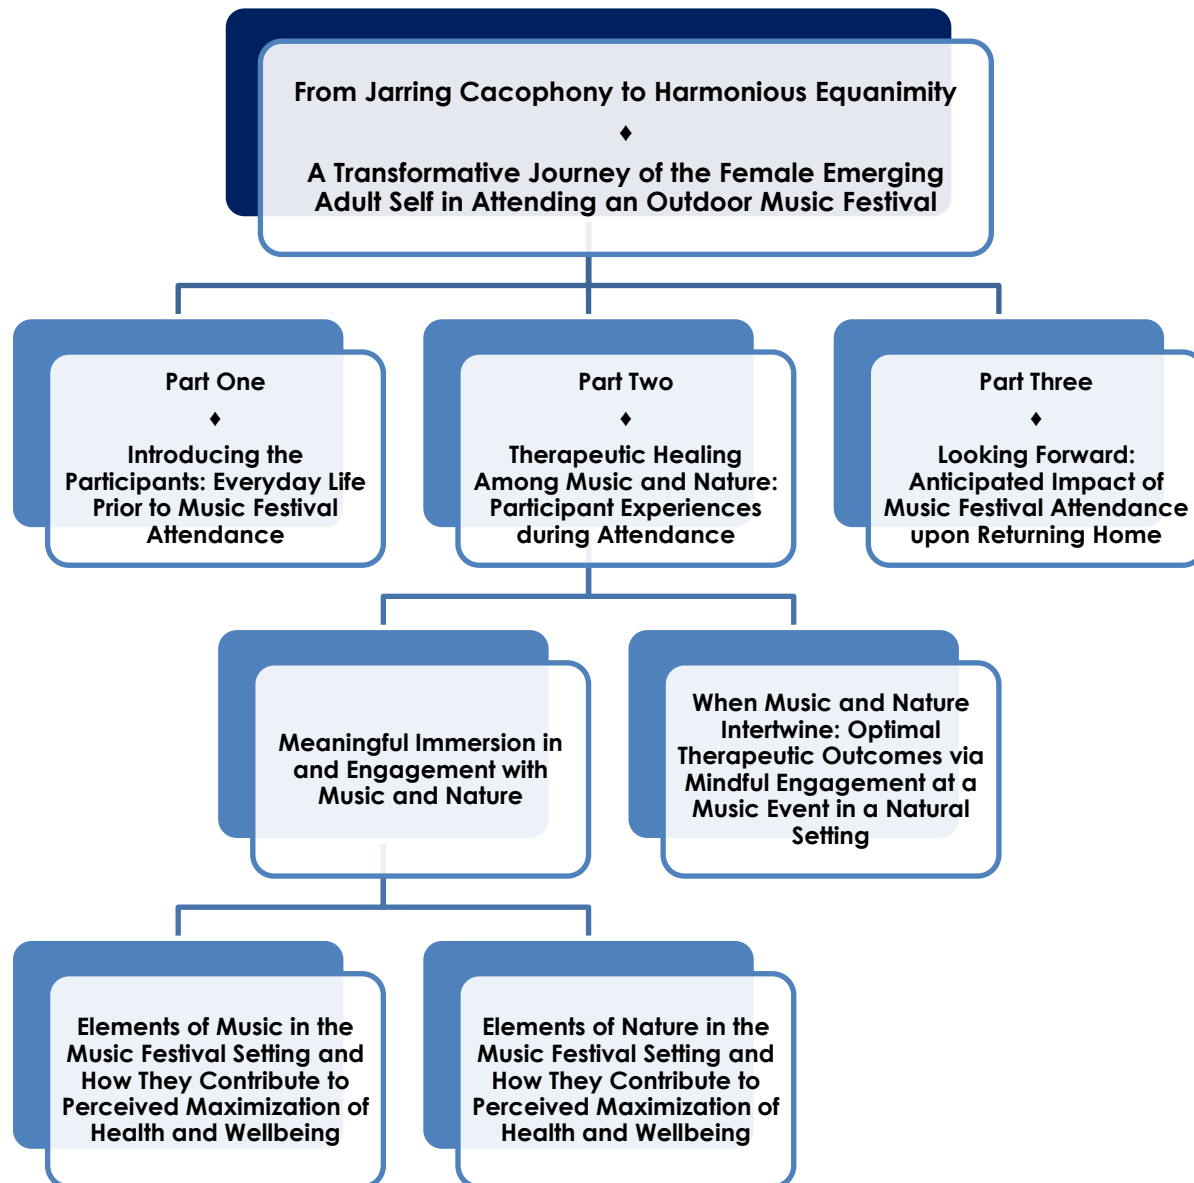 From Jarring Cacophony to Harmonious Equanimity
♦
A Transformative Journey of the Female Emerging
Adult Self in Attending an Outdoor Music Festival
Part One
♦
Introducing the
Participants: Everyday Life
Prior to Music Festival
Attendance
Part Two
♦
Therapeutic Healing
Among Music and Nature:
Participant Experiences
during Attendance
Part Three
♦
Looking Forward:
Anticipated Impact of
Music Festival Attendance
upon Returning Home
Meaningful Immersion in
and Engagement with
Music and Nature
When Music and Nature
Intertwine: Optimal
Therapeutic Outcomes via
Mindful Engagement at a
Music Event in a Natural
Setting
Elements of Music in the
Music Festival Setting and
How They Contribute to
Perceived Maximization of
Health and Wellbeing
Elements of Nature in the
Music Festival Setting and
How They Contribute to
Perceived Maximization of
Health and Wellbeing